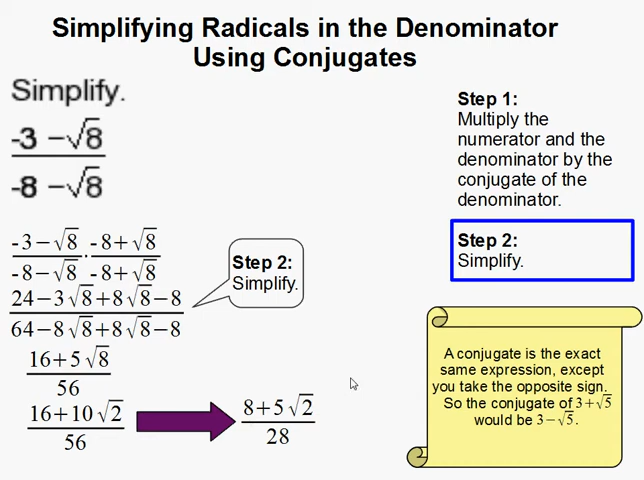 Simplifying Radicals in the Denominator
Using Conjugates
Simplify.
-3 −√8
-8 −√8
Step 1:
Multiply the
numerator and the
denominator by the
conjugate of the
denominator.
Step 2:
Simplify.
-3−√8 · -8+√8
-8−√8 -8+√8
24−3√8+8√8−8
64−8√8+8√8−8
Step 2:
Simplify.
16+5√8
56
16+10√2
56
8+5√2
28
A conjugate is the exact
same expression, except
you take the opposite sign.
So the conjugate of 3+√5
would be 3−√5.